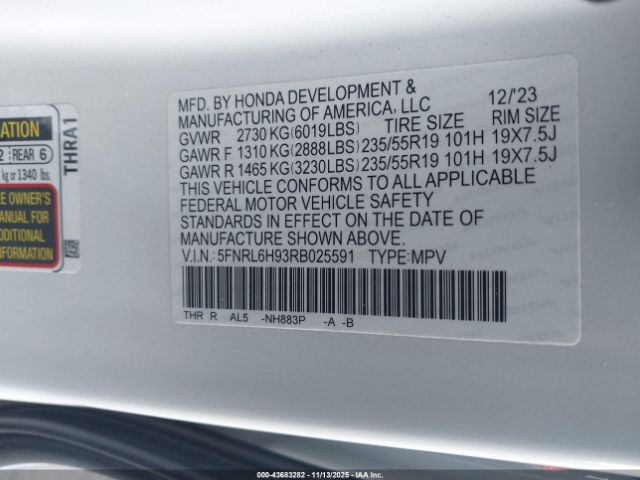 MFD. BY HONDA DEVELOPMENT &
MANUFACTURING OF AMERICA, LLC 12/'23
GVWR 2730 KG(6019LBS) TIRE SIZE RIM SIZE
GAWR F 1310 KG(2888LBS) 235/55R19 101H 19X7.5J
GAWR R 1465 KG(3230LBS) 235/55R19 101H 19X7.5J
THIS VEHICLE CONFORMS TO ALL APPLICABLE
FEDERAL MOTOR VEHICLE SAFETY
STANDARDS IN EFFECT ON THE DATE OF
MANUFACTURE SHOWN ABOVE.
V.I.N.: 5FNRL6H93RB025591 TYPE:MPV
THR R AL5 -NH883P -A -B
ATION
2 : REAR 6
kg or 1340 lbs.
OWNER'S
MANUAL FOR
DDITIONAL
FORMATION
THRA1
© 000-43683282 - 11/13/2025 - IAA Inc.